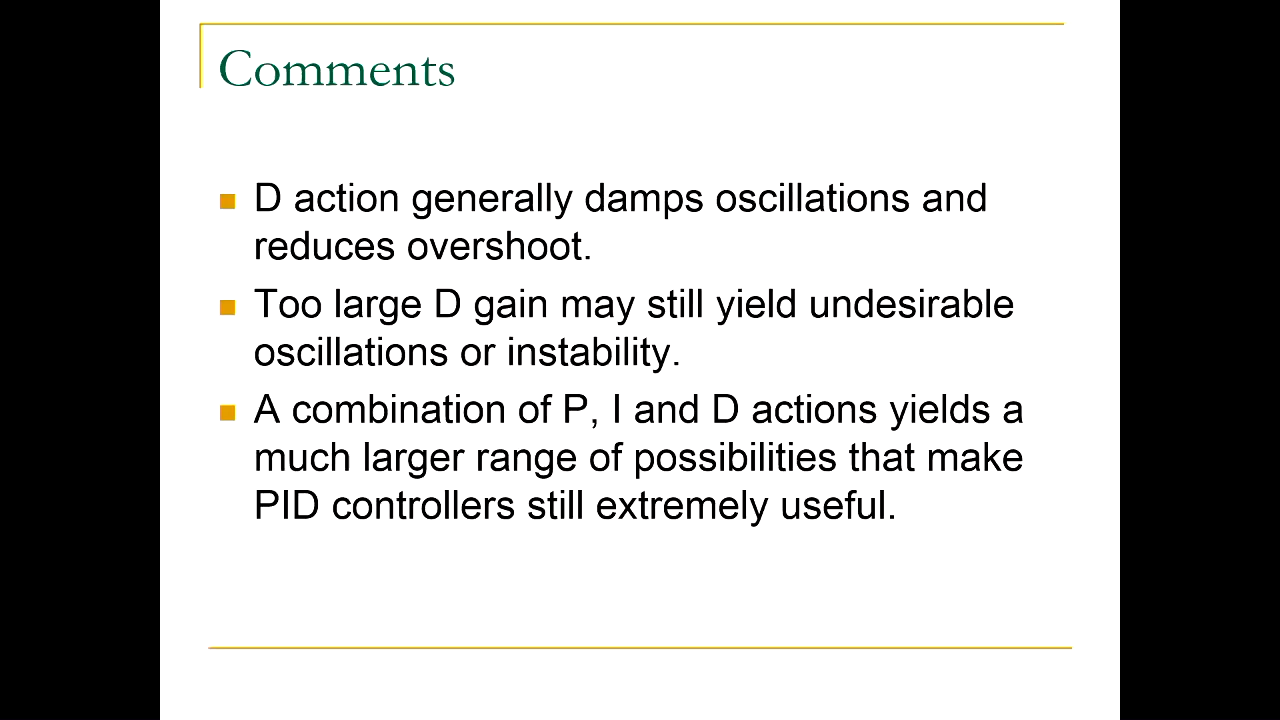 Comments
D action generally damps oscillations and
reduces overshoot.
Too large D gain may still yield undesirable
oscillations or instability.
A combination of P, I and D actions yields a
much larger range of possibilities that make
PID controllers still extremely useful.